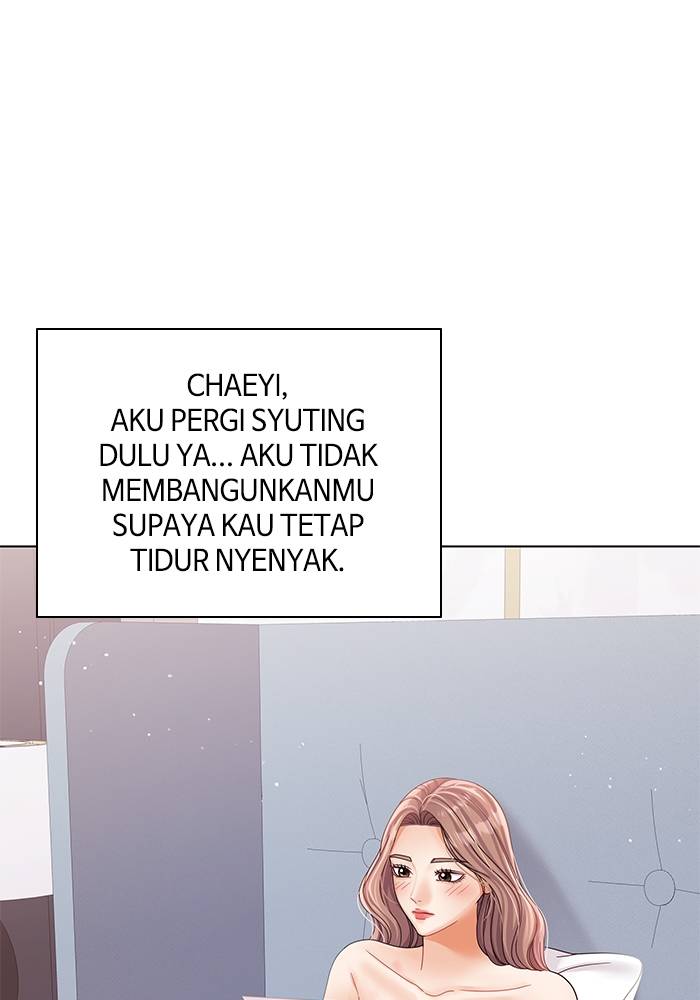 CHAEYI,
AKU PERGI SYUTING
DULU YA... AKU TIDAK
MEMBANGUNKANMU
SUPAYA KAU TETAP
TIDUR NYENYAK.